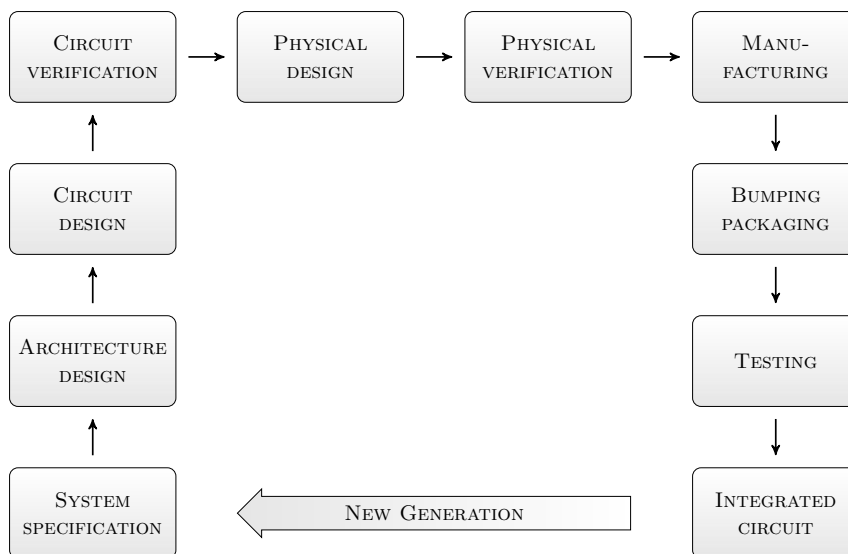 Circuit
verification
Physical
design
Physical
verification
Manu-
facturing
Circuit
design
Bumping
packaging
Architecture
design
Testing
System
specification
New Generation
Integrated
circuit